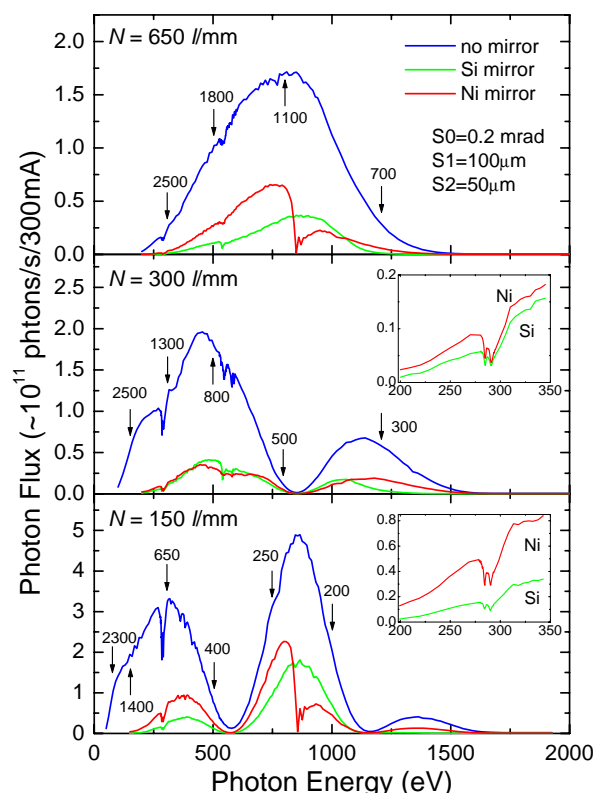 N = 650 l/mm
no mirror
Si mirror
Ni mirror
S0=0.2 mrad
S1=100μm
S2=50μm
1800
1100
2500
700
2.0
1.5
1.0
0.5
0.0
N = 300 l/mm
2500
1300
800
500
300
2.5
2.0
1.5
1.0
0.5
0.0
Ni
Si
0.2
0.1
0.0
200 250 300 350
N = 150 l/mm
2300
1400
650
400
250
200
5
4
3
2
1
0
Ni
Si
0.8
0.6
0.4
0.2
0.0
200 250 300 350
0 500 1000 1500 2000
Photon Energy (eV)
Photon Flux (~10¹¹ phtons/s/300mA)